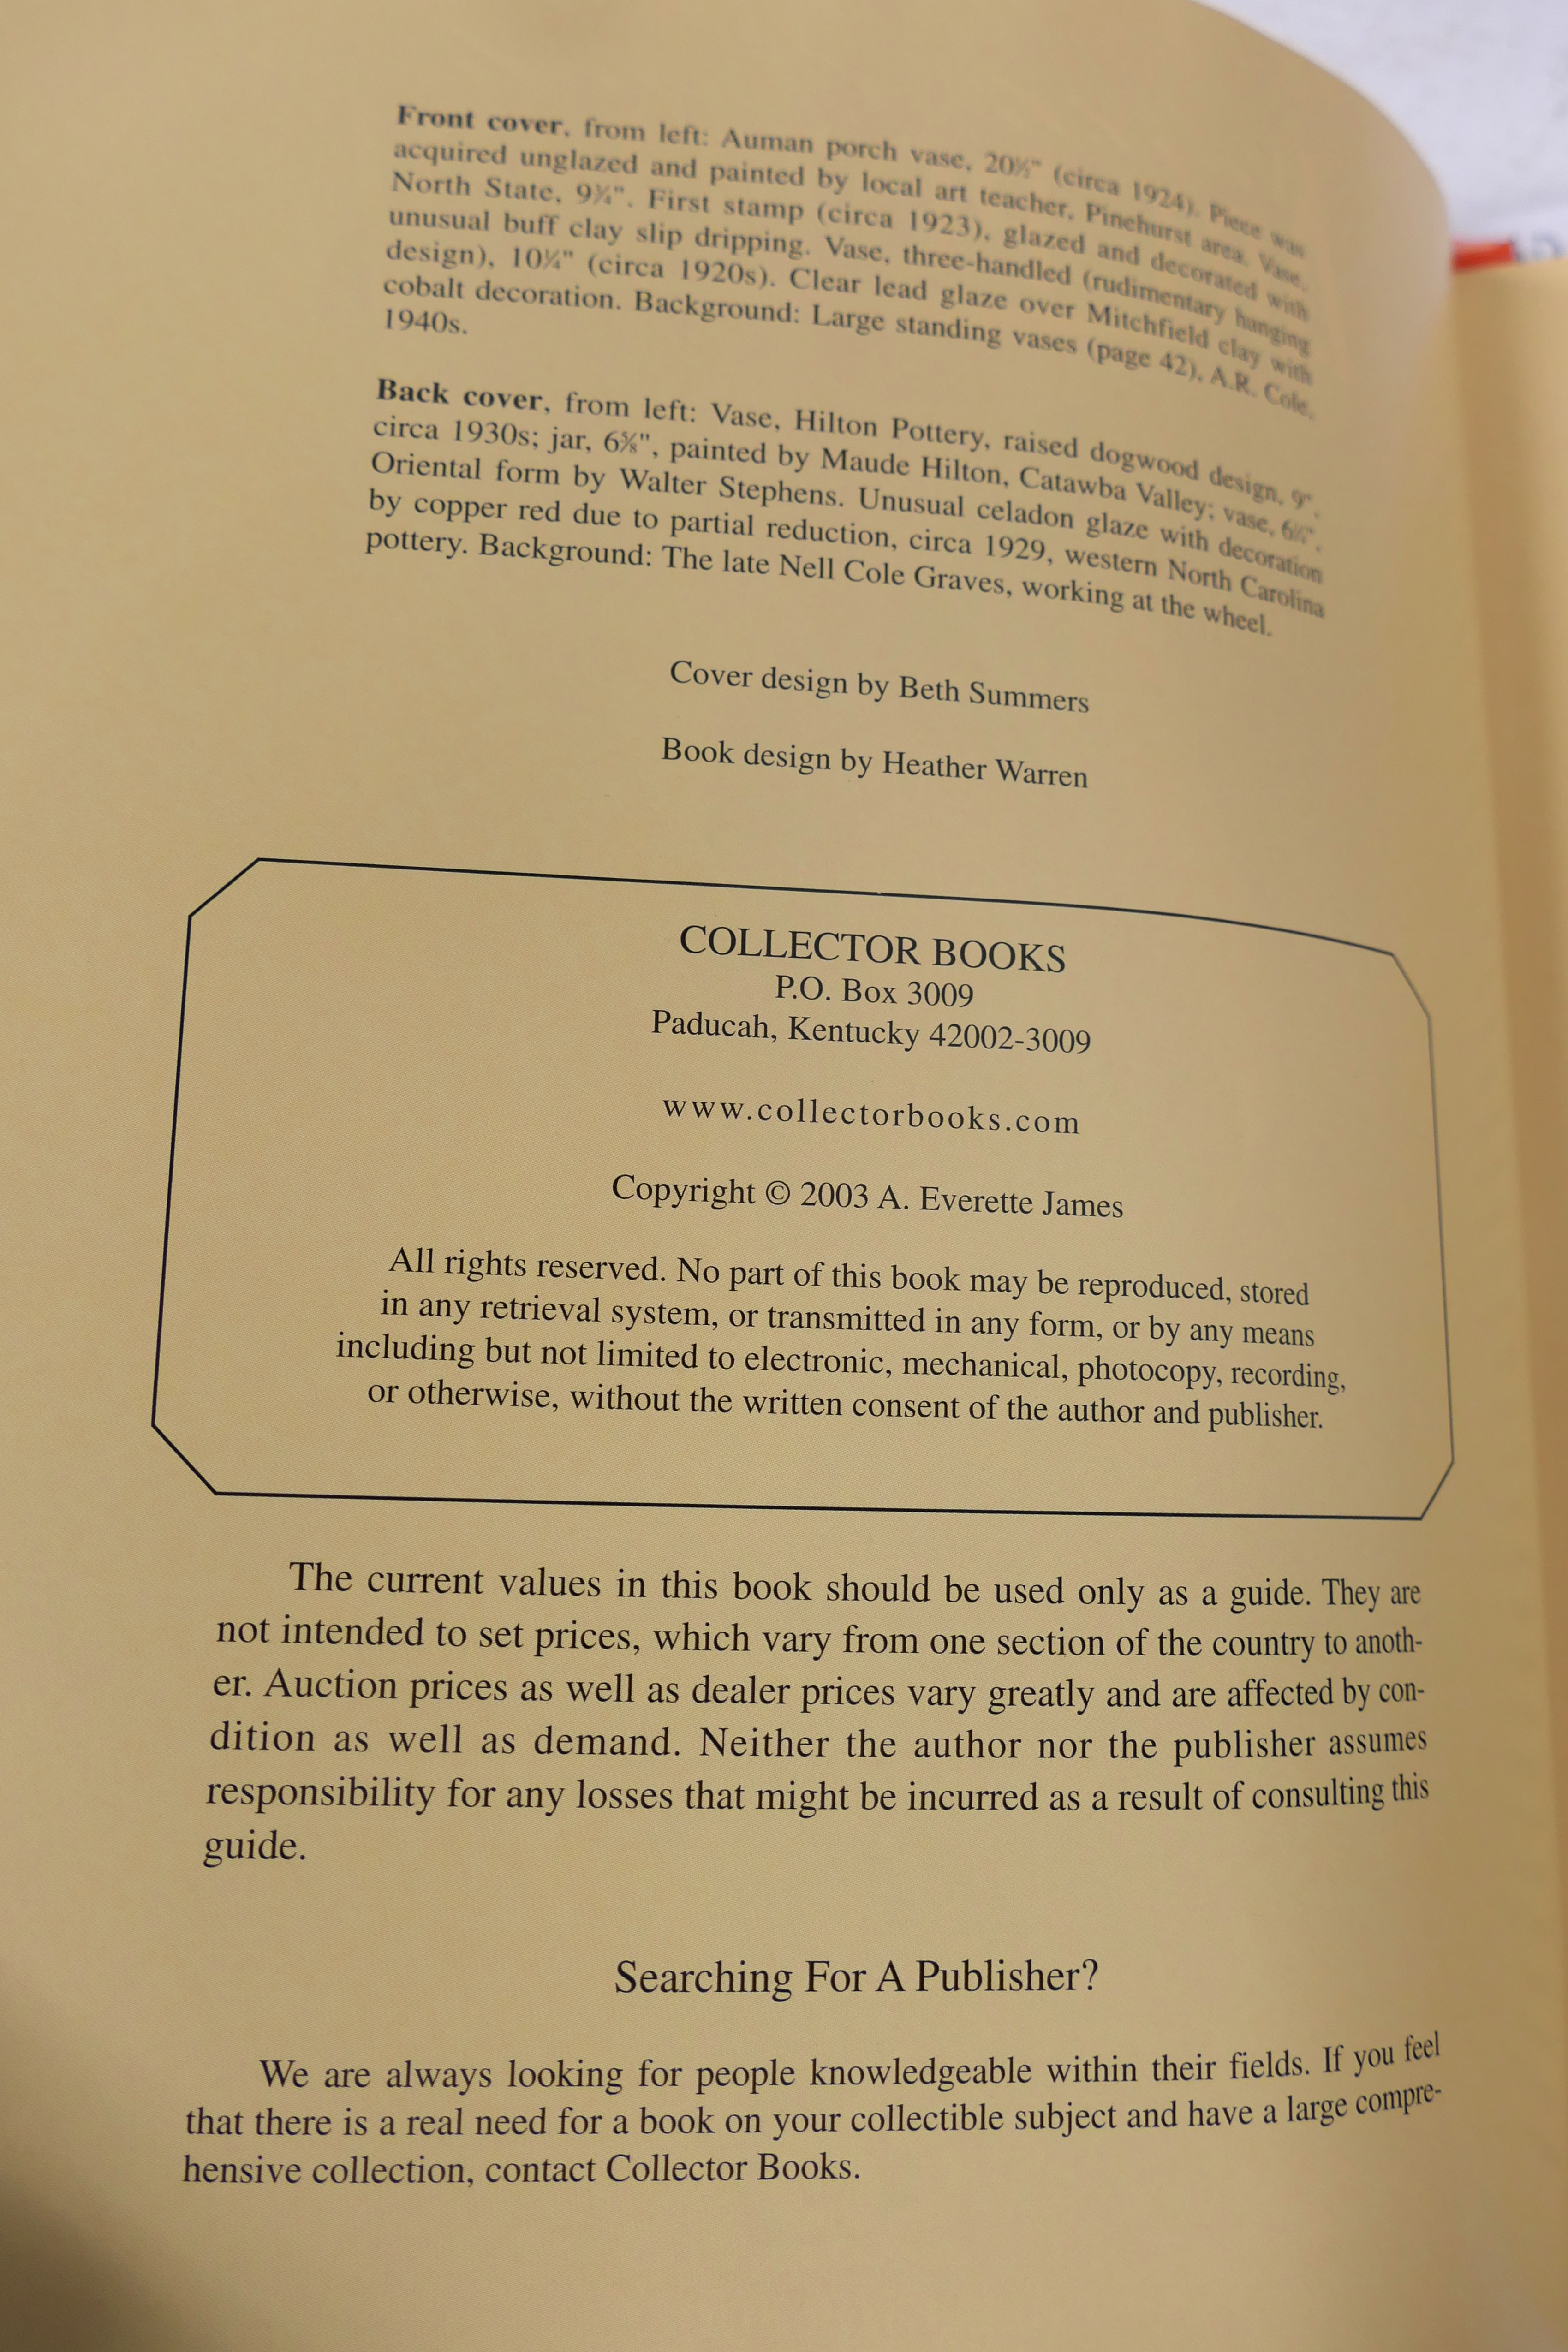 Front cover, from left: Auman porch vase, 20½" (circa 1924). Piece was
acquired unglazed and painted by local art teacher, Pinehurst area. Vase,
North State, 9¾". First stamp (circa 1923), glazed and decorated with
unusual buff clay slip dripping. Vase, three-handled (rudimentary hanging
design), (circa 1920s). Clear lead glaze over Mitchfield clay with
cobalt decoration. Background: Large standing vases (page 42), A.R. Cole,
1940s.
Back cover, from left: Vase, Hilton Pottery, raised dogwood design, 9",
circa 1930s; jar, painted by Maude Hilton, Catawba Valley; vase,
Oriental form by Walter Stephens. Unusual celadon glaze with decoration
by copper red due to partial reduction, circa 1929, western North Carolina
pottery. Background: The late Nell Cole Graves, working at the wheel.
Cover design by Beth Summers
Book design by Heather Warren
COLLECTOR BOOKS
P.O. Box 3009
Paducah, Kentucky 42002-3009
www.collectorbooks.com
Copyright © 2003 A. Everette James
All rights reserved. No part of this book may be reproduced, stored
in any retrieval system, or transmitted in any form, or by any means
including but not limited to electronic, mechanical, photocopy, recording,
or otherwise, without the written consent of the author and publisher.
The current values in this book should be used only as a guide. They are
not intended to set prices, which vary from one section of the country to anoth-
er. Auction prices as well as dealer prices vary greatly and are affected by con-
dition as well as demand. Neither the author nor the publisher assumes
responsibility for any losses that might be incurred as a result of consulting this
guide.
Searching For A Publisher?
We are always looking for people knowledgeable within their fields. If you feel
that there is a real need for a book on your collectible subject and have a large compre-
hensive collection, contact Collector Books.